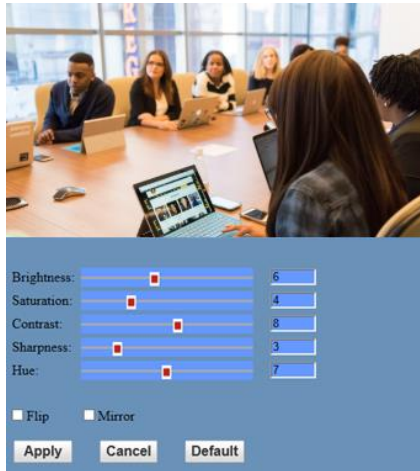 Brightness: 6
Saturation: 4
Contrast: 8
Sharpness: 3
Hue: 7
Flip Mirror
Apply Cancel Default